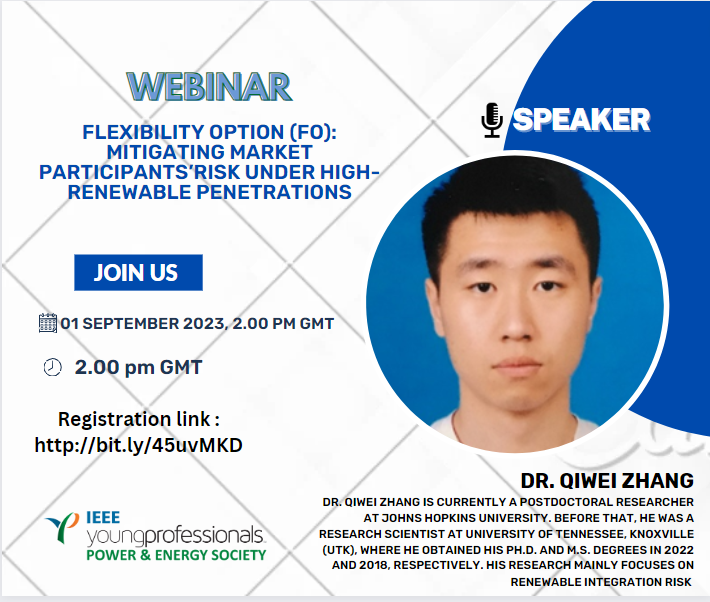 WEBINAR
FLEXIBILITY OPTION (FO):
MITIGATING MARKET
PARTICIPANTS'RISK UNDER HIGH-
RENEWABLE PENETRATIONS
JOIN US
01 SEPTEMBER 2023, 2.00 PM GMT
2.00 pm GMT
Registration link :
http://bit.ly/45uvMKD
IEEE
youngprofessionals
POWER & ENERGY SOCIETY
SPEAKER
DR. QIWEI ZHANG
DR. QIWEI ZHANG IS CURRENTLY A POSTDOCTORAL RESEARCHER
AT JOHNS HOPKINS UNIVERSITY. BEFORE THAT, HE WAS A
RESEARCH SCIENTIST AT UNIVERSITY OF TENNESSEE, KNOXVILLE
(UTK), WHERE HE OBTAINED HIS PH.D. AND M.S. DEGREES IN 2022
AND 2018, RESPECTIVELY. HIS RESEARCH MAINLY FOCUSES ON
RENEWABLE INTEGRATION RISK